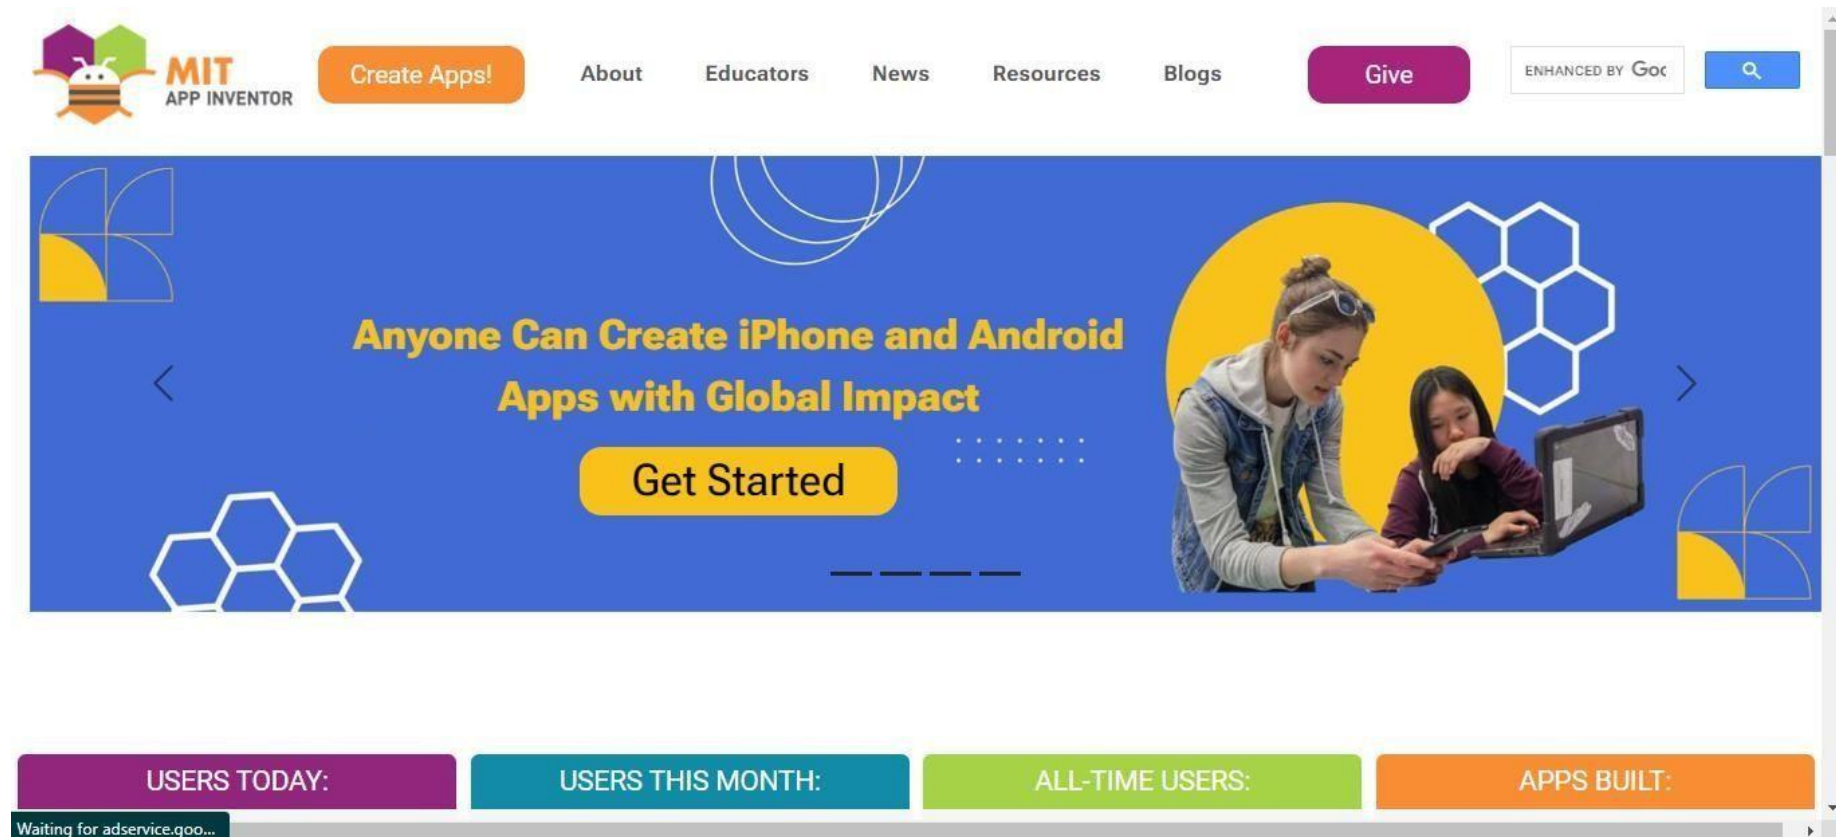 MIT
APP INVENTOR
Create Apps!
About
Educators
News
Resources
Blogs
Give
ENHANCED BY Goo
Anyone Can Create iPhone and Android
Apps with Global Impact
Get Started
USERS TODAY:
USERS THIS MONTH:
ALL-TIME USERS:
APPS BUILT:
Waiting for adservice.goo...